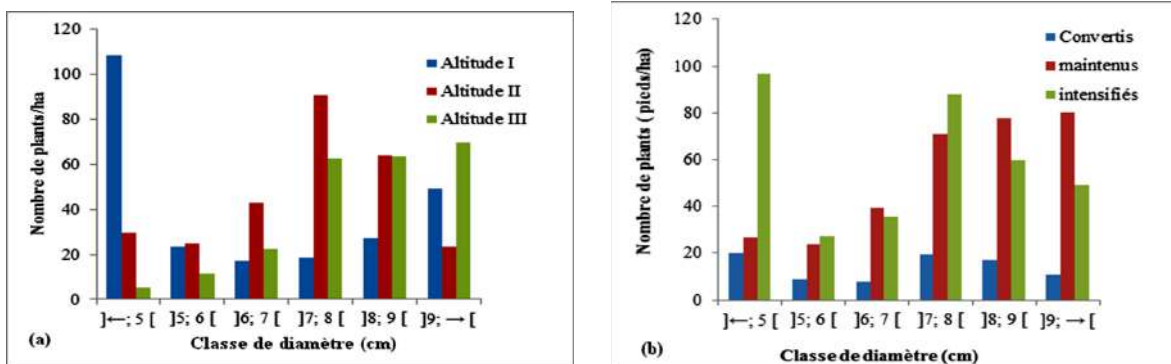 120
100
80
60
40
20
0
Nombre de plants/ha
Altitude I
Altitude II
Altitude III
]←; 5 [ ]5; 6 [ ]6; 7 [ ]7; 8 [ ]8; 9 [ ]9; → [
(a) Classe de diamètre (cm)
120
100
80
60
40
20
0
Nombre de plants ( pieds/ha)
Convertis
maintenus
intensifiés
]←; 5 [ ]5; 6 [ ]6; 7 [ ]7; 8 [ ]8; 9 [ ]9; → [
(b) Classe de diamètre (cm)